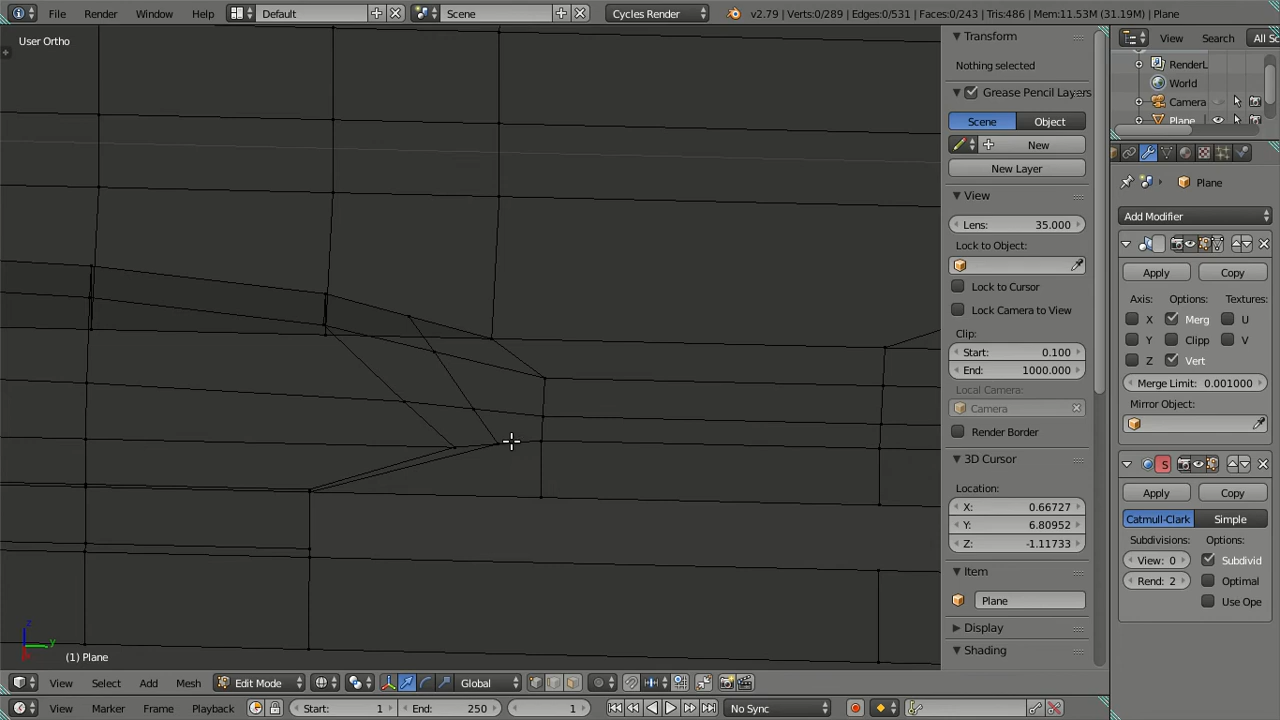 File Render Window Help Default Scene Cycles Render v2.79 | Verts:0/289 | Edges:0/531 | Faces:0/243 | Tris:486 | Mem:11.53M (31.19M) | Plane
User Ortho
Transform
Nothing selected
Grease Pencil Layers
Scene Object
New
New Layer
View
Lens: 35.000
Lock to Object:
Lock to Cursor
Lock Camera to View
Clip:
Start: 0.100
End: 1000.000
Local Camera:
Camera
Render Border
3D Cursor
Location:
X: 0.66727
Y: 6.80952
Z: -1.11733
Item
Plane
Display
Shading
View Search All Sc
RenderL
World
Camera
Plane
Plane
Add Modifier
Apply Copy
Axis: Options: Textures:
X Merg U
Y Clipp V
Z Vert
Merge Limit: 0.001000
Mirror Object:
S
Apply Copy
Catmull-Clark Simple
Subdivisions: Options:
View: 0 Subdivid
Rend: 2 Optimal
Use Ope
z
y
(1) Plane
View Select Add Mesh Edit Mode Global
View Marker Frame Playback Start: 1 End: 250 1 No Sync